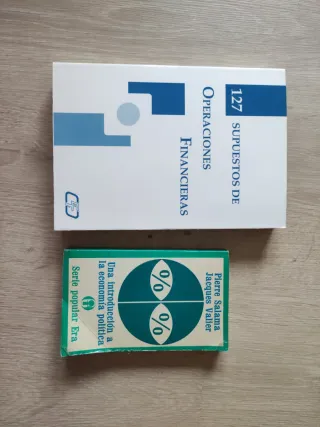 127
SUPUESTOS DE
OPERACIONES
FINANCIERAS
Pierre Salama
Jacques Valier
%
%
Una introducción a
la economía política
Serie popular Era